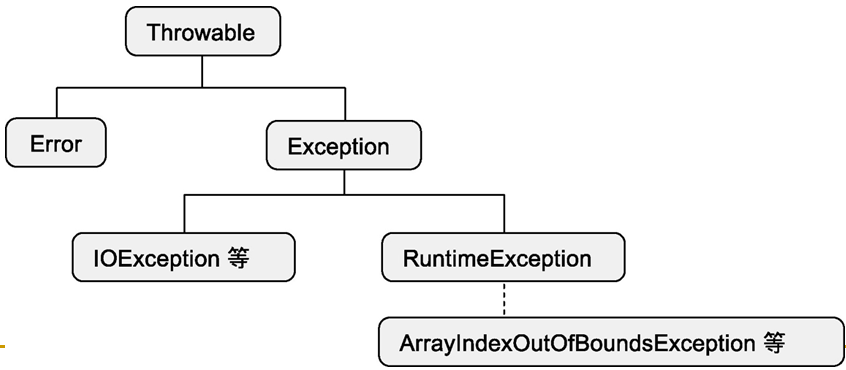 Throwable
Error
Exception
IOException 等
RuntimeException
ArrayIndexOutOfBoundsException 等